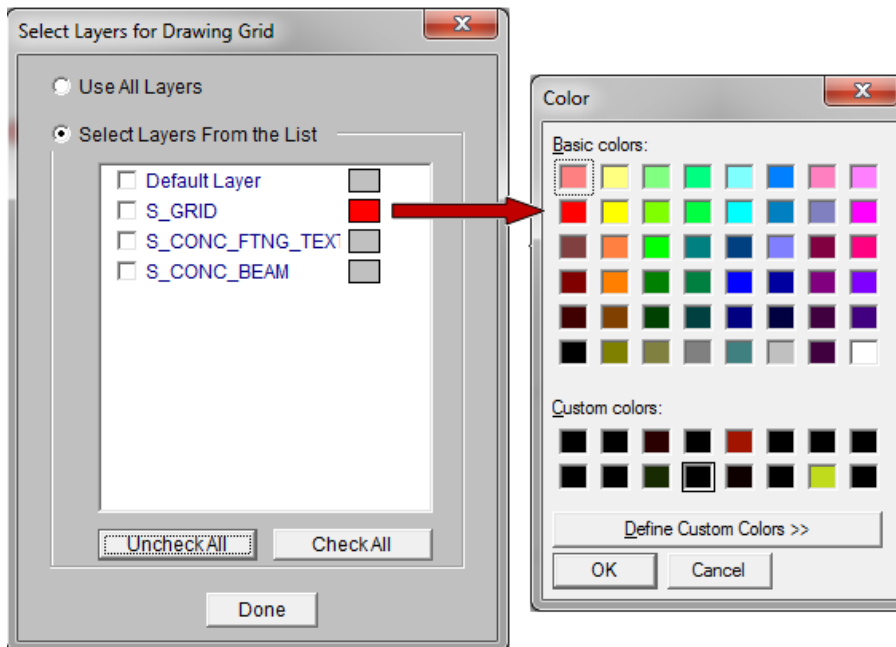 Select Layers for Drawing Grid
Use All Layers
Select Layers From the List
Default Layer
S_GRID
S_CONC_FTNG_TEXT
S_CONC_BEAM
Uncheck All
Check All
Done
Color
Basic colors:
Custom colors:
Define Custom Colors >>
OK
Cancel